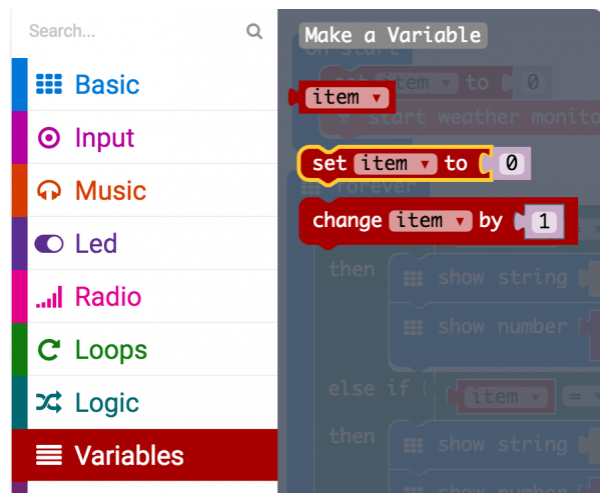 Search...
Basic
Input
Music
Led
Radio
Loops
Logic
Variables
Make a Variable
on start
set item to 0
item
start weather monito
set item to 0
forever
change item by 1
=
then
show string
show number
else if
item =
then
show string
show number